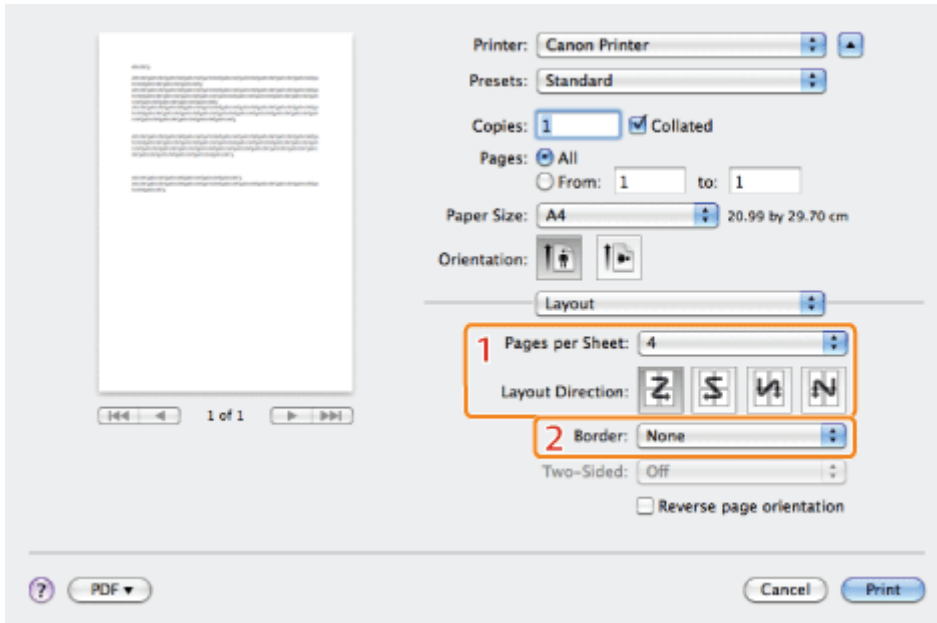 Printer: Canon Printer
Presets: Standard
Copies: 1 Collated
Pages: All
From: 1 to: 1
Paper Size: A4 20.99 by 29.70 cm
Orientation:
Layout
1 Pages per Sheet: 4
Layout Direction:
2 Border: None
Two-Sided: Off
Reverse page orientation
1 of 1
? PDF Cancel Print